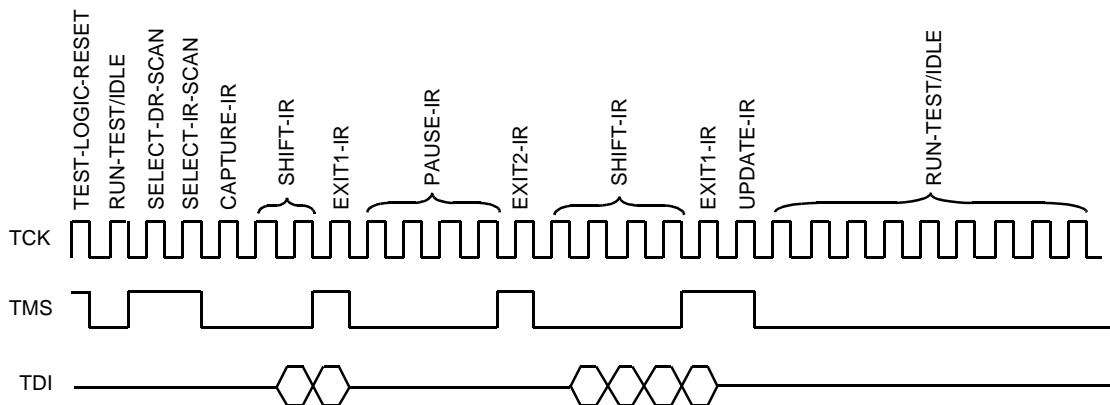 TEST-LOGIC-RESET
RUN-TEST/IDLE
SELECT-DR-SCAN
SELECT-IR-SCAN
CAPTURE-IR
SHIFT-IR
EXIT1-IR
PAUSE-IR
EXIT2-IR
SHIFT-IR
EXIT1-IR
UPDATE-IR
RUN-TEST/IDLE
TCK
TMS
TDI